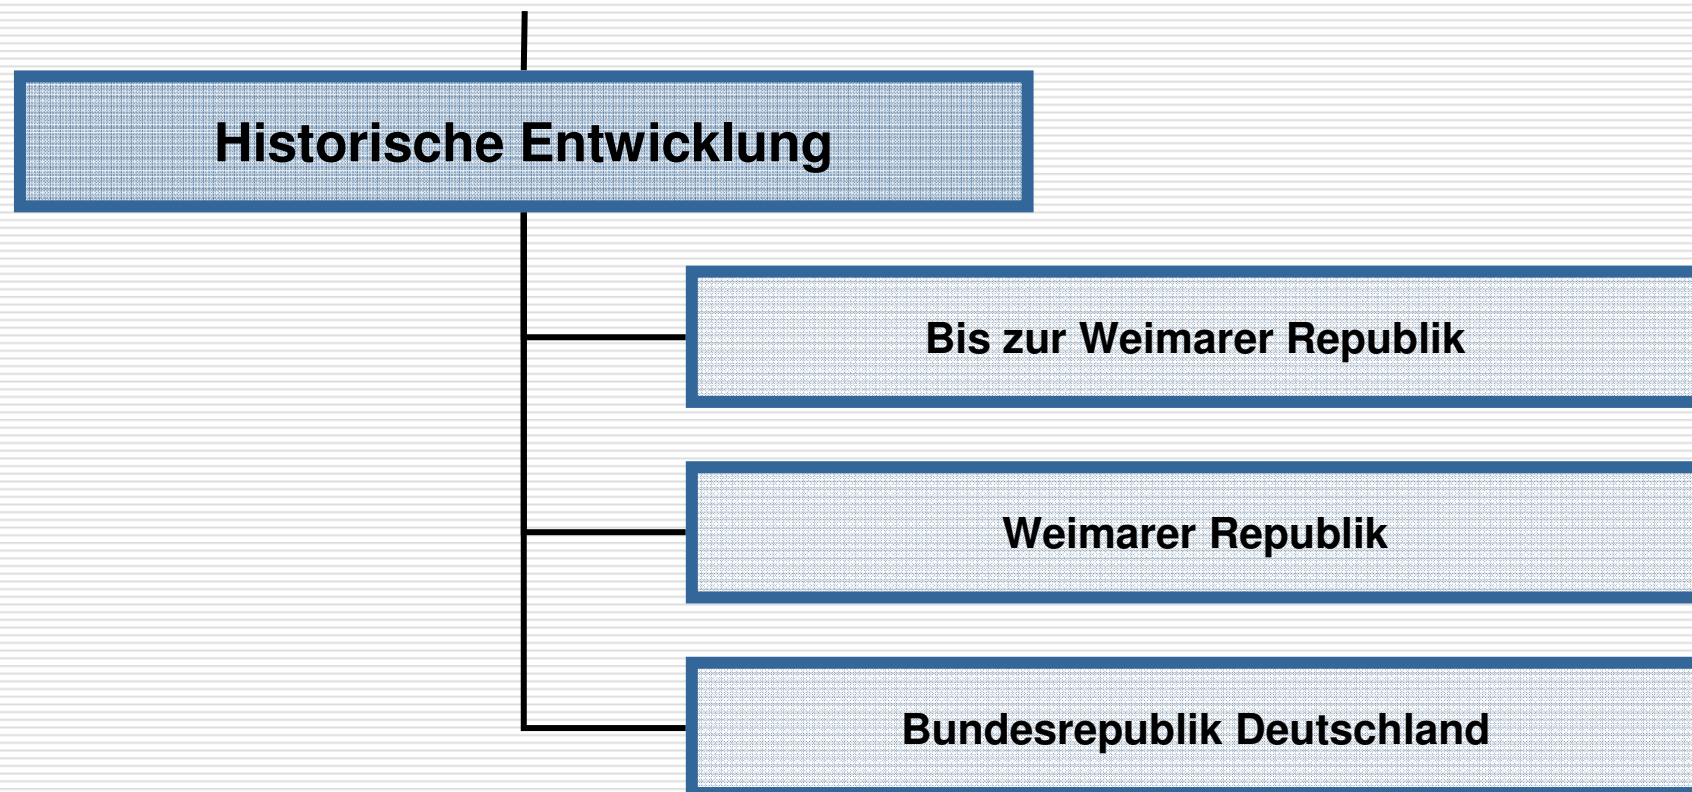 Historische Entwicklung
Bis zur Weimarer Republik
Weimarer Republik
Bundesrepublik Deutschland